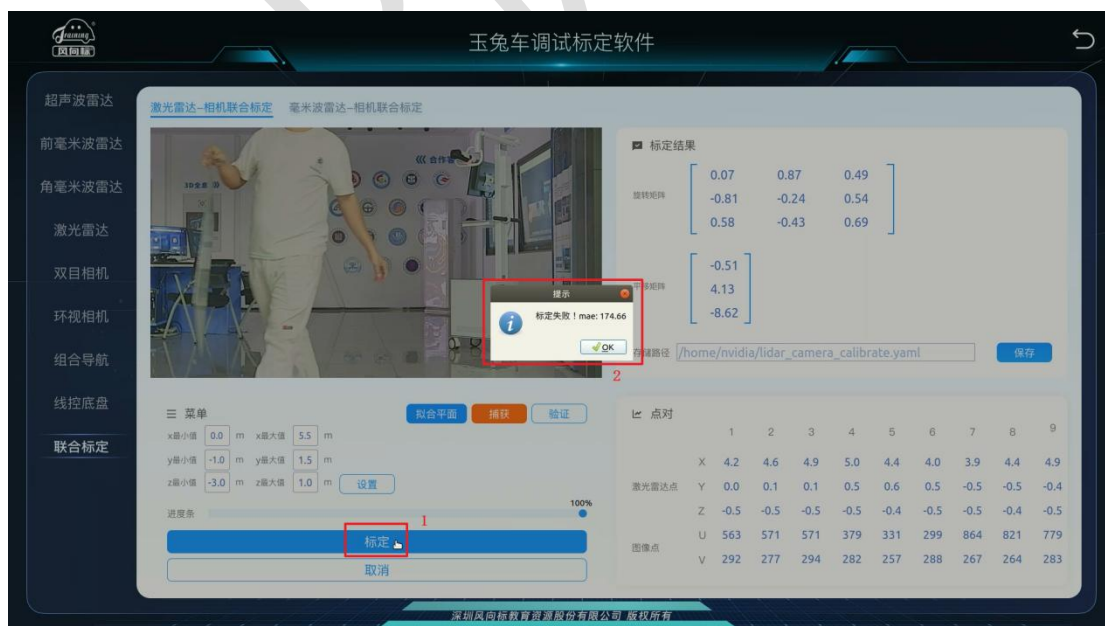 Training
风向标
玉兔车调试标定软件
超声波雷达
前毫米波雷达
角毫米波雷达
激光雷达
双目相机
环视相机
组合导航
线控底盘
联合标定
激光雷达-相机联合标定 毫米波雷达-相机联合标定
合作
标定结果
旋转矩阵
0.07 0.87 0.49
-0.81 -0.24 0.54
0.58 -0.43 0.69
平移矩阵
-0.51
4.13
-8.62
存储路径 /home/nvidia/lidar_camera_calibrate.yaml 保存
提示
标定失败！mae: 174.66
OK
2
菜单 拟合平面 捕获 验证
x最小值 0.0 m x最大值 5.5 m
y最小值 -1.0 m y最大值 1.5 m
z最小值 -3.0 m z最大值 1.0 m 设置
进度条 100%
1
标定
取消
点对
1 2 3 4 5 6 7 8 9
激光雷达点
X 4.2 4.6 4.9 5.0 4.4 4.0 3.9 4.4 4.9
Y 0.0 0.1 0.1 0.5 0.6 0.5 -0.5 -0.5 -0.4
Z -0.5 -0.5 -0.5 -0.5 -0.4 -0.5 -0.5 -0.4 -0.5
图像点
U 563 571 571 379 331 299 864 821 779
V 292 277 294 282 257 288 267 264 283
深圳风向标教育资源股份有限公司 版权所有